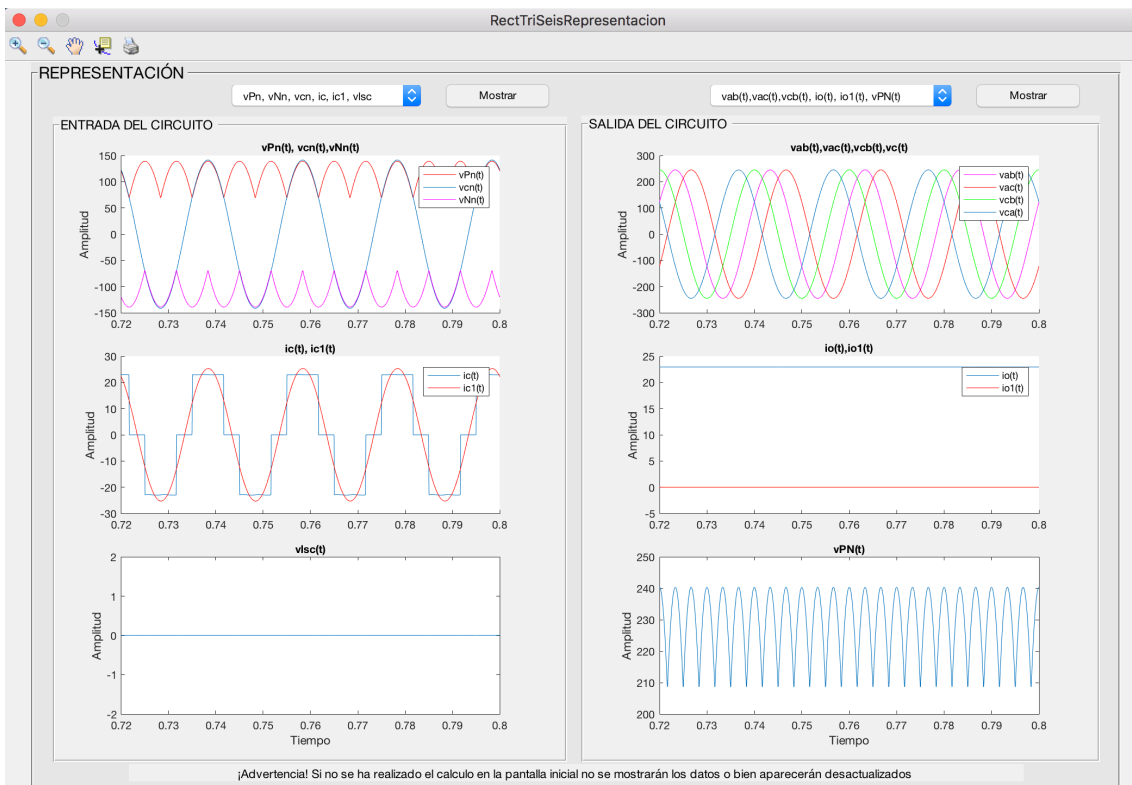 RectTriSeisRepresentacion
REPRESENTACIÓN
vPn, vNn, vcn, ic, ic1, vlsc
Mostrar
vab(t),vac(t),vcb(t), io(t), io1(t), vPN(t)
Mostrar
ENTRADA DEL CIRCUITO
vPn(t), vcn(t),vNn(t)
Amplitud
150
100
50
0
-50
-100
-150
0.72 0.73 0.74 0.75 0.76 0.77 0.78 0.79 0.8
vPn(t)
vcn(t)
vNn(t)
ic(t), ic1(t)
Amplitud
30
20
10
0
-10
-20
-30
0.72 0.73 0.74 0.75 0.76 0.77 0.78 0.79 0.8
ic(t)
ic1(t)
vlsc(t)
Amplitud
2
1
0
-1
-2
0.72 0.73 0.74 0.75 0.76 0.77 0.78 0.79 0.8
Tiempo
SALIDA DEL CIRCUITO
vab(t),vac(t),vcb(t),vc(t)
Amplitud
300
200
100
0
-100
-200
-300
0.72 0.73 0.74 0.75 0.76 0.77 0.78 0.79 0.8
vab(t)
vac(t)
vcb(t)
vca(t)
io(t),io1(t)
Amplitud
25
20
15
10
5
0
-5
0.72 0.73 0.74 0.75 0.76 0.77 0.78 0.79 0.8
io(t)
io1(t)
vPN(t)
Amplitud
250
240
230
220
210
200
0.72 0.73 0.74 0.75 0.76 0.77 0.78 0.79 0.8
Tiempo
¡Advertencia! Si no se ha realizado el calculo en la pantalla inicial no se mostrarán los datos o bien aparecerán desactualizados